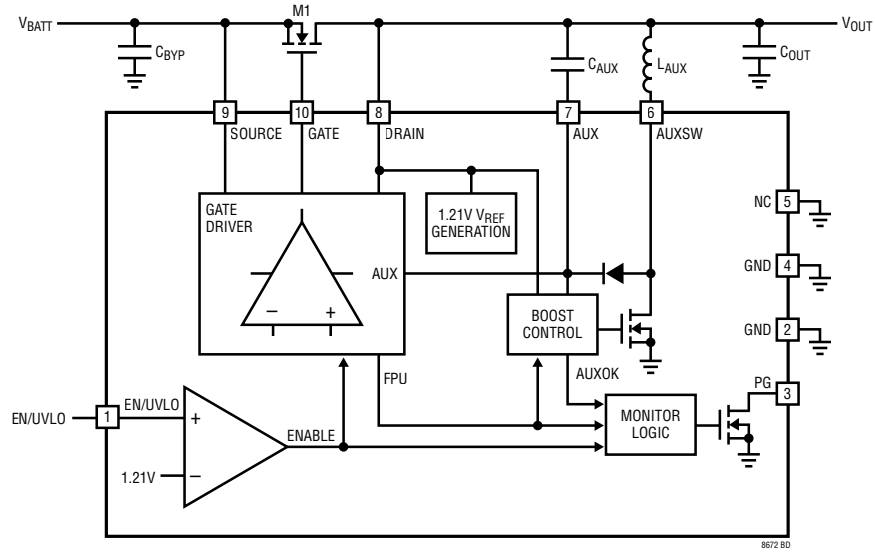 M1
VBATT
VOUT
CBYP
CAUX
LAUX
COUT
9
10
8
7
6
SOURCE
GATE
DRAIN
AUX
AUXSW
GATE
DRIVER
1.21V VREF
GENERATION
NC
5
AUX
GND
4
–
+
BOOST
CONTROL
GND
2
FPU
AUXOK
PG
3
EN/UVLO
1
EN/UVLO
+
MONITOR
LOGIC
ENABLE
1.21V
–
8672 BD